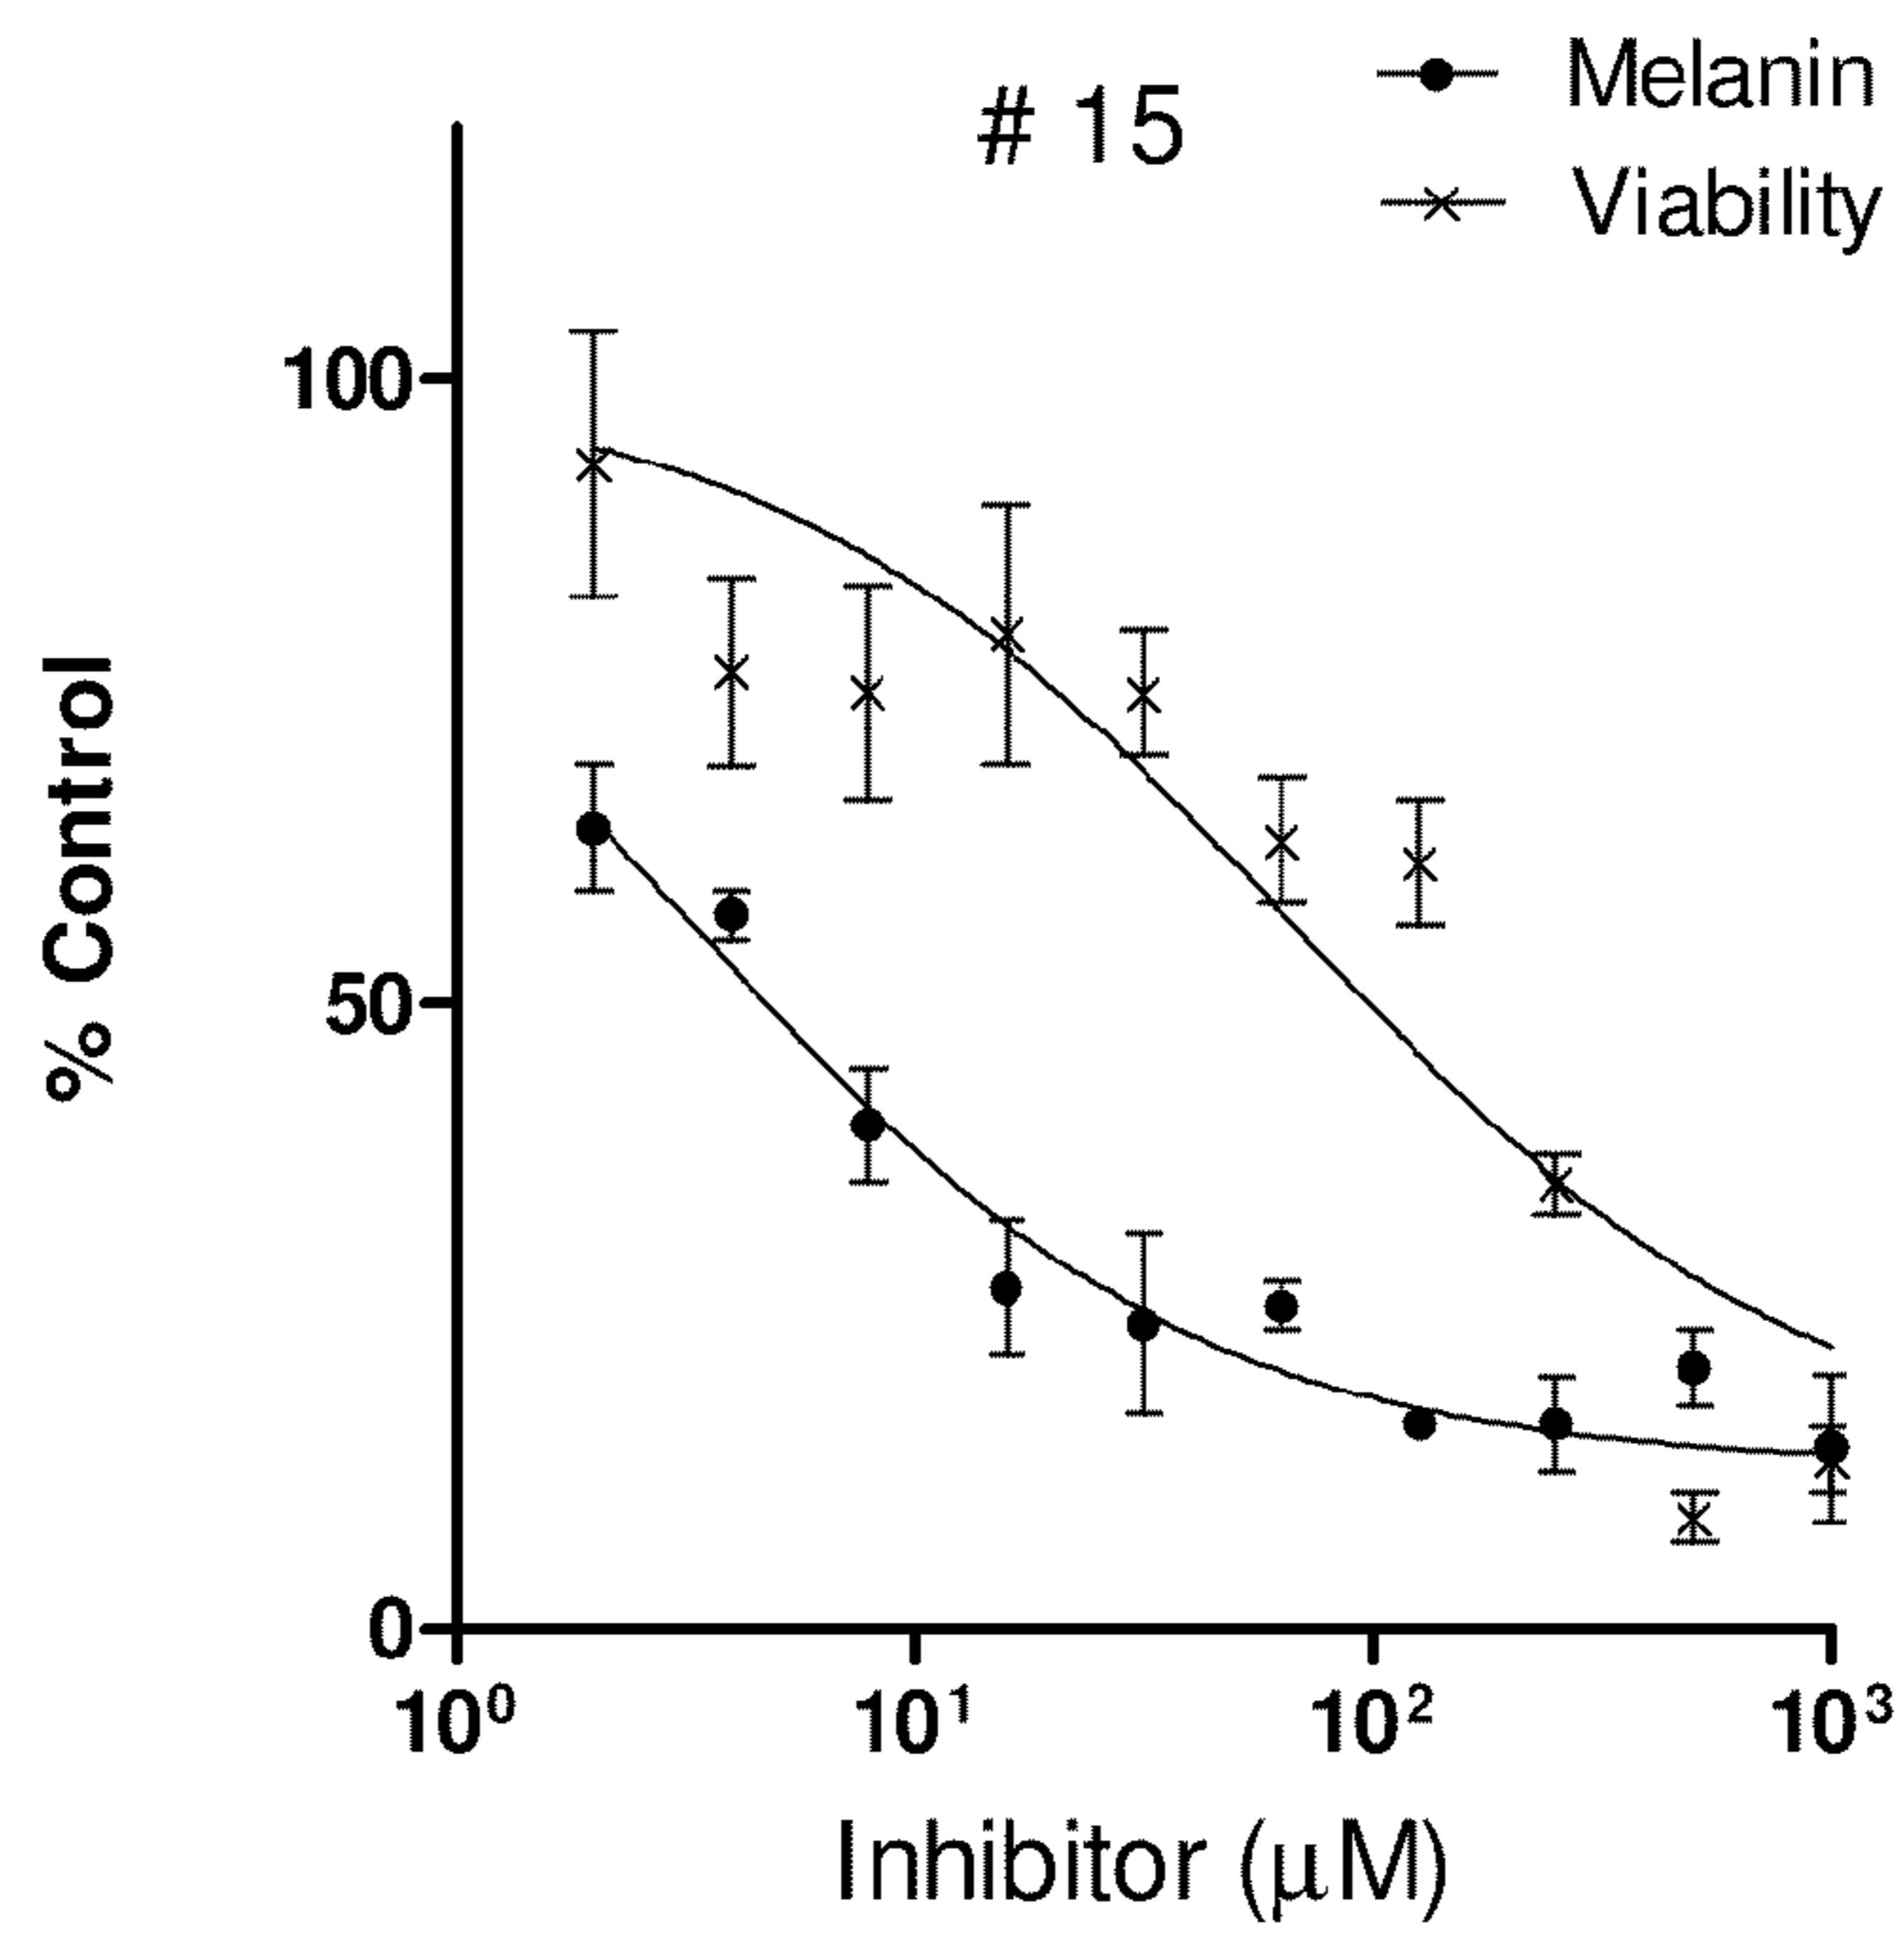 # 15
Melanin
Viability
% Control
100
50
0
10⁰ 10¹ 10² 10³
Inhibitor (μM)